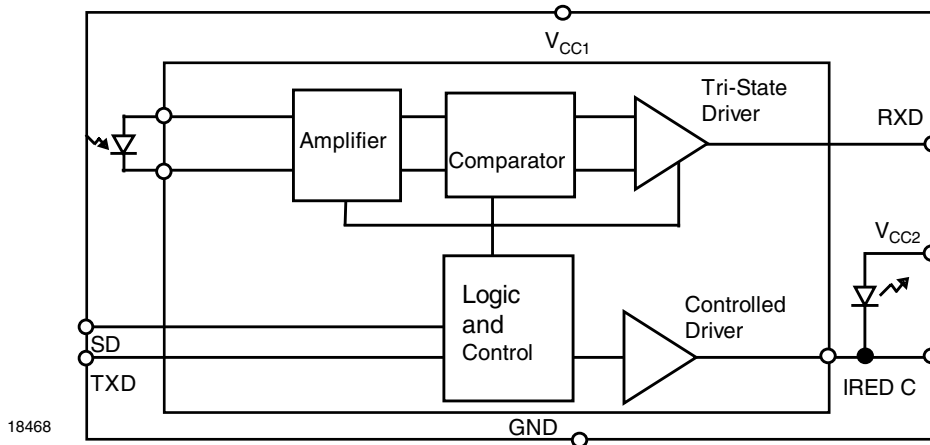 V_CC1
Tri-State
Driver
RXD
Amplifier
Comparator
V_CC2
Logic
and
Control
Controlled
Driver
SD
TXD
IRED C
GND
18468